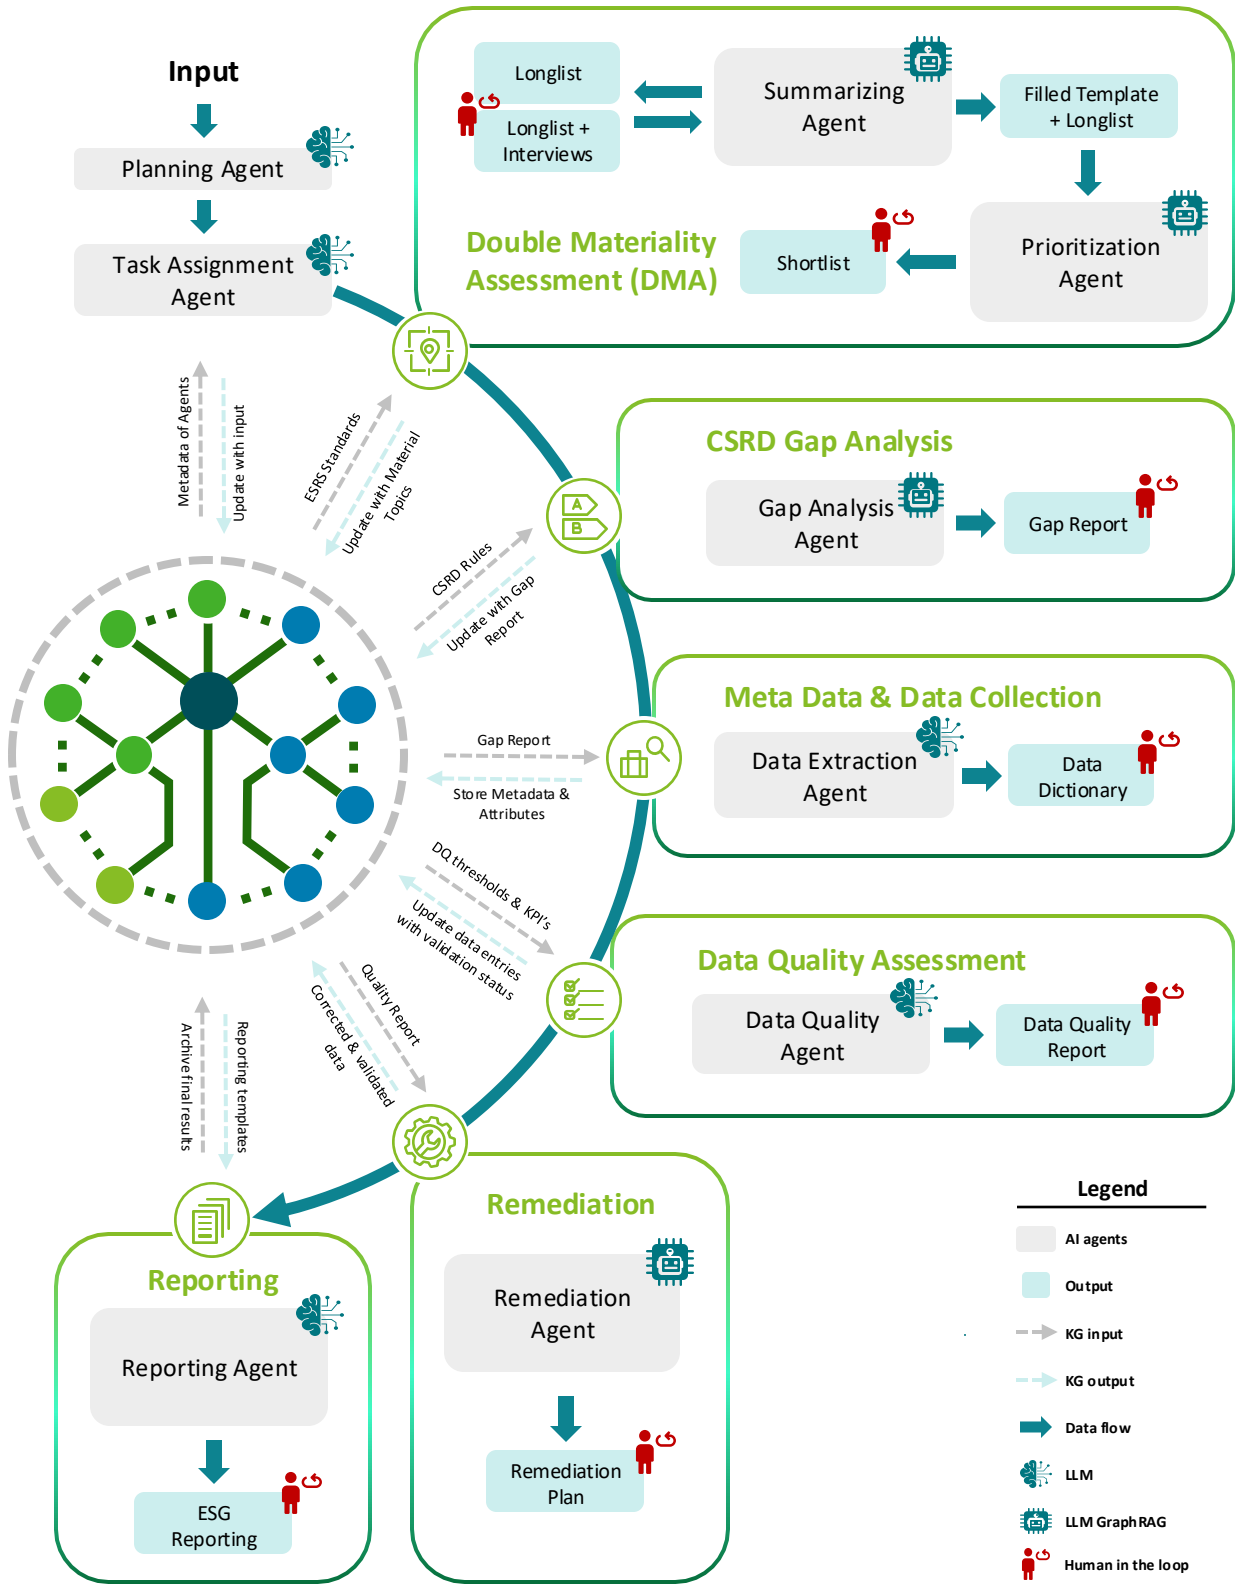 Input
Planning Agent
Task Assignment
Agent
Longlist
Longlist +
Interviews
Summarizing
Agent
Filled Template
+ Longlist
Double Materiality
Assessment (DMA)
Shortlist
Prioritization
Agent
Metadata of Agents
Update with input
ESRS Standards
Update with Material
Topics
CSRD Gap Analysis
Gap Analysis
Agent
Gap Report
CSRD Rules
Update with Gap
Report
Meta Data & Data Collection
Data Extraction
Agent
Data
Dictionary
Gap Report
Store Metadata &
Attributes
DQ thresholds & KPI's
Update data entries
with validation status
Data Quality Assessment
Data Quality
Agent
Data Quality
Report
Quality Report
Corrected & validated
data
Archive final results
Reporting templates
Remediation
Remediation
Agent
Remediation
Plan
Reporting
Reporting Agent
ESG
Reporting
Legend
AI agents
Output
KG input
KG output
Data flow
LLM
LLM GraphRAG
Human in the loop
A
B